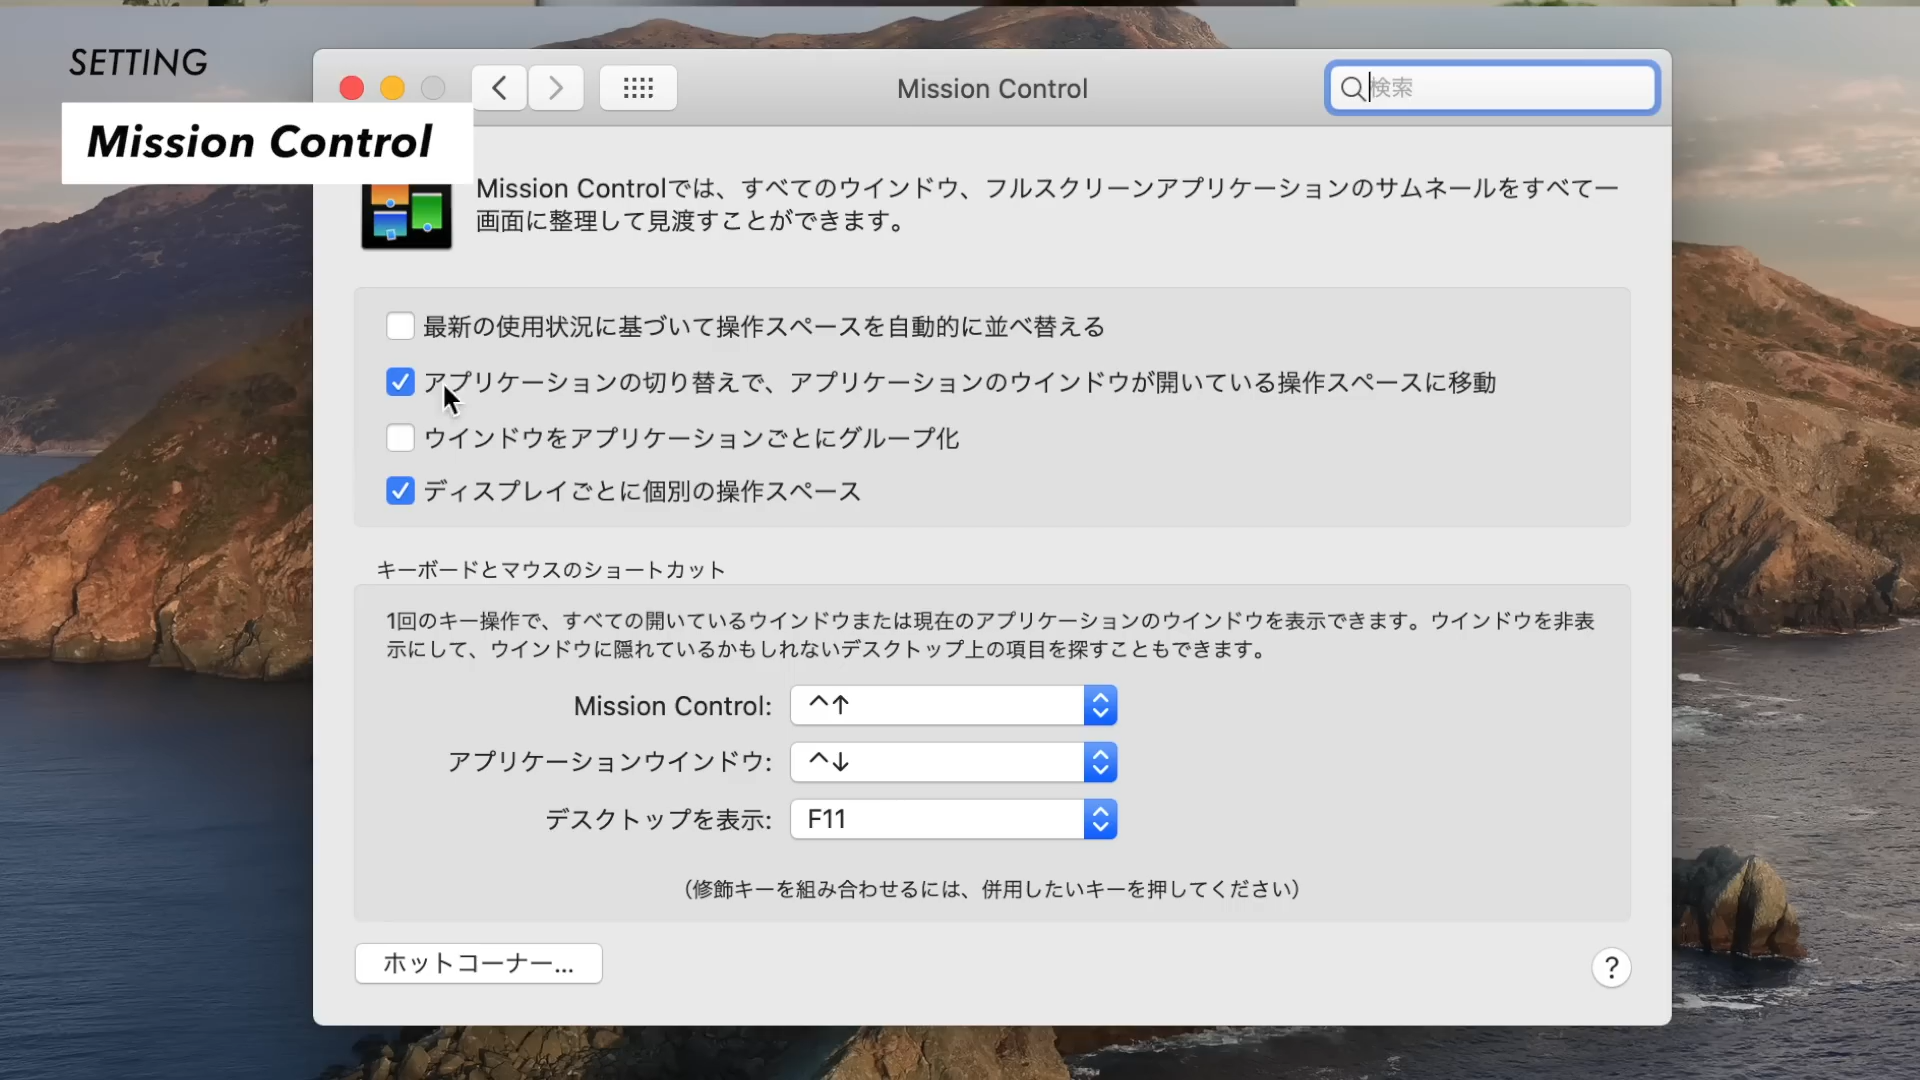 SETTING
Mission Control
Mission Control
検索
Mission Controlでは、すべてのウインドウ、フルスクリーンアプリケーションのサムネールをすべて一
画面に整理して見渡すことができます。
最新の使用状況に基づいて操作スペースを自動的に並べ替える
アプリケーションの切り替えで、アプリケーションのウインドウが開いている操作スペースに移動
ウインドウをアプリケーションごとにグループ化
ディスプレイごとに個別の操作スペース
キーボードとマウスのショートカット
1回のキー操作で、すべての開いているウインドウまたは現在のアプリケーションのウインドウを表示できます。ウインドウを非表
示にして、ウインドウに隠れているかもしれないデスクトップ上の項目を探すこともできます。
Mission Control: ^↑
アプリケーションウインドウ: ^↓
デスクトップを表示: F11
（修飾キーを組み合わせるには、併用したいキーを押してください）
ホットコーナー... ?